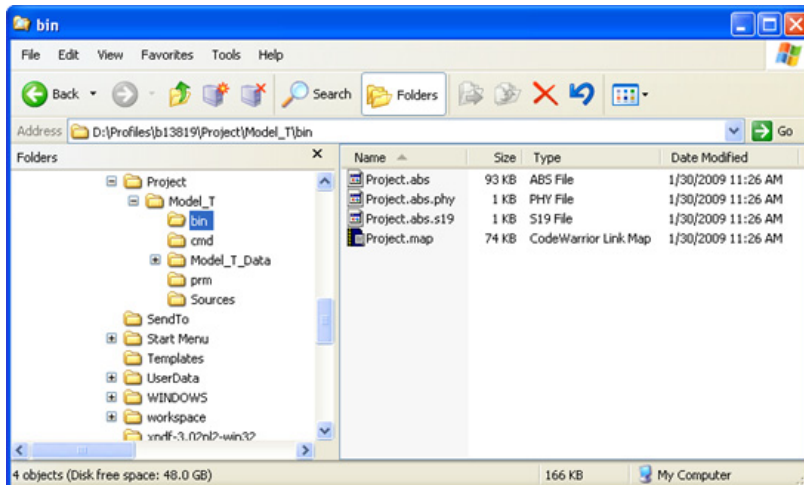 bin
File Edit View Favorites Tools Help
Back Search Folders
Address D:\Profiles\b13819\Project\Model_T\bin Go
Folders x Name Size Type Date Modified
Project Project.abs 93 KB ABS File 1/30/2009 11:26 AM
Model_T Project.abs.phy 1 KB PHY File 1/30/2009 11:26 AM
bin Project.abs.s19 1 KB S19 File 1/30/2009 11:26 AM
cmd Project.map 74 KB CodeWarrior Link Map 1/30/2009 11:26 AM
Model_T_Data
prm
Sources
SendTo
Start Menu
Templates
UserData
WINDOWS
workspace
xpdf-3.02pl2-win32
4 objects (Disk free space: 48.0 GB) 166 KB My Computer